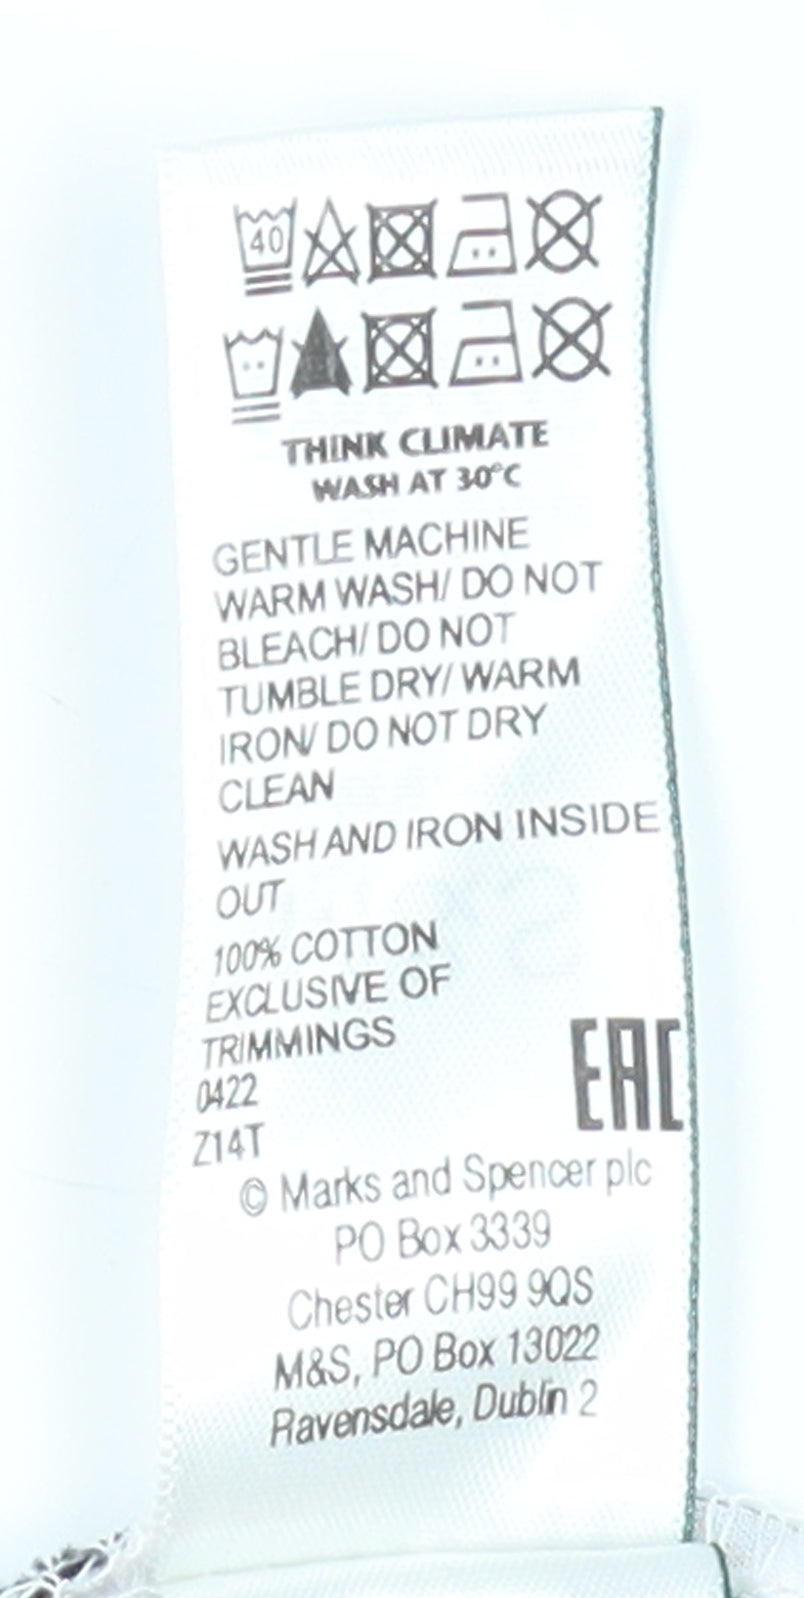 40
THINK CLIMATE
WASH AT 30°C
GENTLE MACHINE
WARM WASH/ DO NOT
BLEACH/ DO NOT
TUMBLE DRY/ WARM
IRON/ DO NOT DRY
CLEAN
WASH AND IRON INSIDE
OUT
100% COTTON
EXCLUSIVE OF
TRIMMINGS
0422
Z14T
EAC
© Marks and Spencer plc
PO Box 3339
Chester CH99 9QS
M&S, PO Box 13022
Ravensdale, Dublin 2